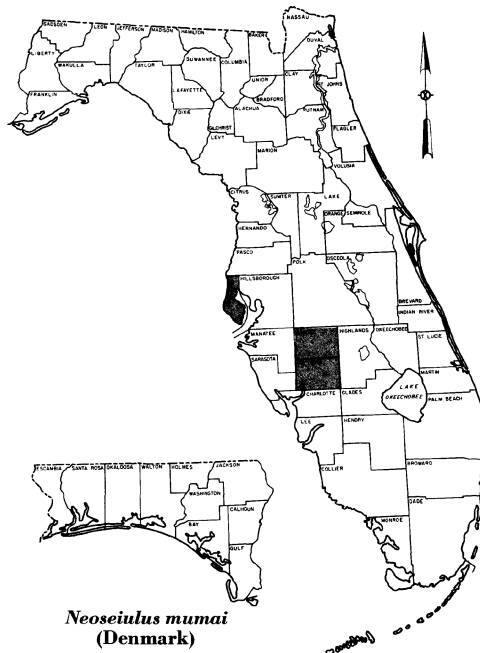 NASSAU
GADSDEN
LEON
JEFFERSON
MADISON
HAMILTON
BAKER
DUVAL
LIBERTY
WAKULLA
TAYLOR
SUWANNEE
COLUMBIA
UNION
CLAY
ST JOHNS
FRANKLIN
LAFAYETTE
BRADFORD
PUTNAM
DIXIE
ALACHUA
GILCHRIST
FLAGLER
LEVY
MARION
VOLUSIA
CITRUS
SUMTER
LAKE
ORANGE
SEMINOLE
HERNANDO
PASCO
POLK
OSCEOLA
HILLSBOROUGH
BREVARD
INDIAN RIVER
MANATEE
HIGHLANDS
OKEECHOBEE
ST LUCIE
SARASOTA
MARTIN
CHARLOTTE
GLADES
LAKE
OKEECHOBEE
PALM BEACH
LEE
HENDRY
COLLIER
BROWARD
DADE
MONROE
ESCAMBIA
SANTA ROSA
OKALOOSA
WALTON
HOLMES
JACKSON
WASHINGTON
BAY
CALHOUN
GULF
Neoseiulus mumai
(Denmark)